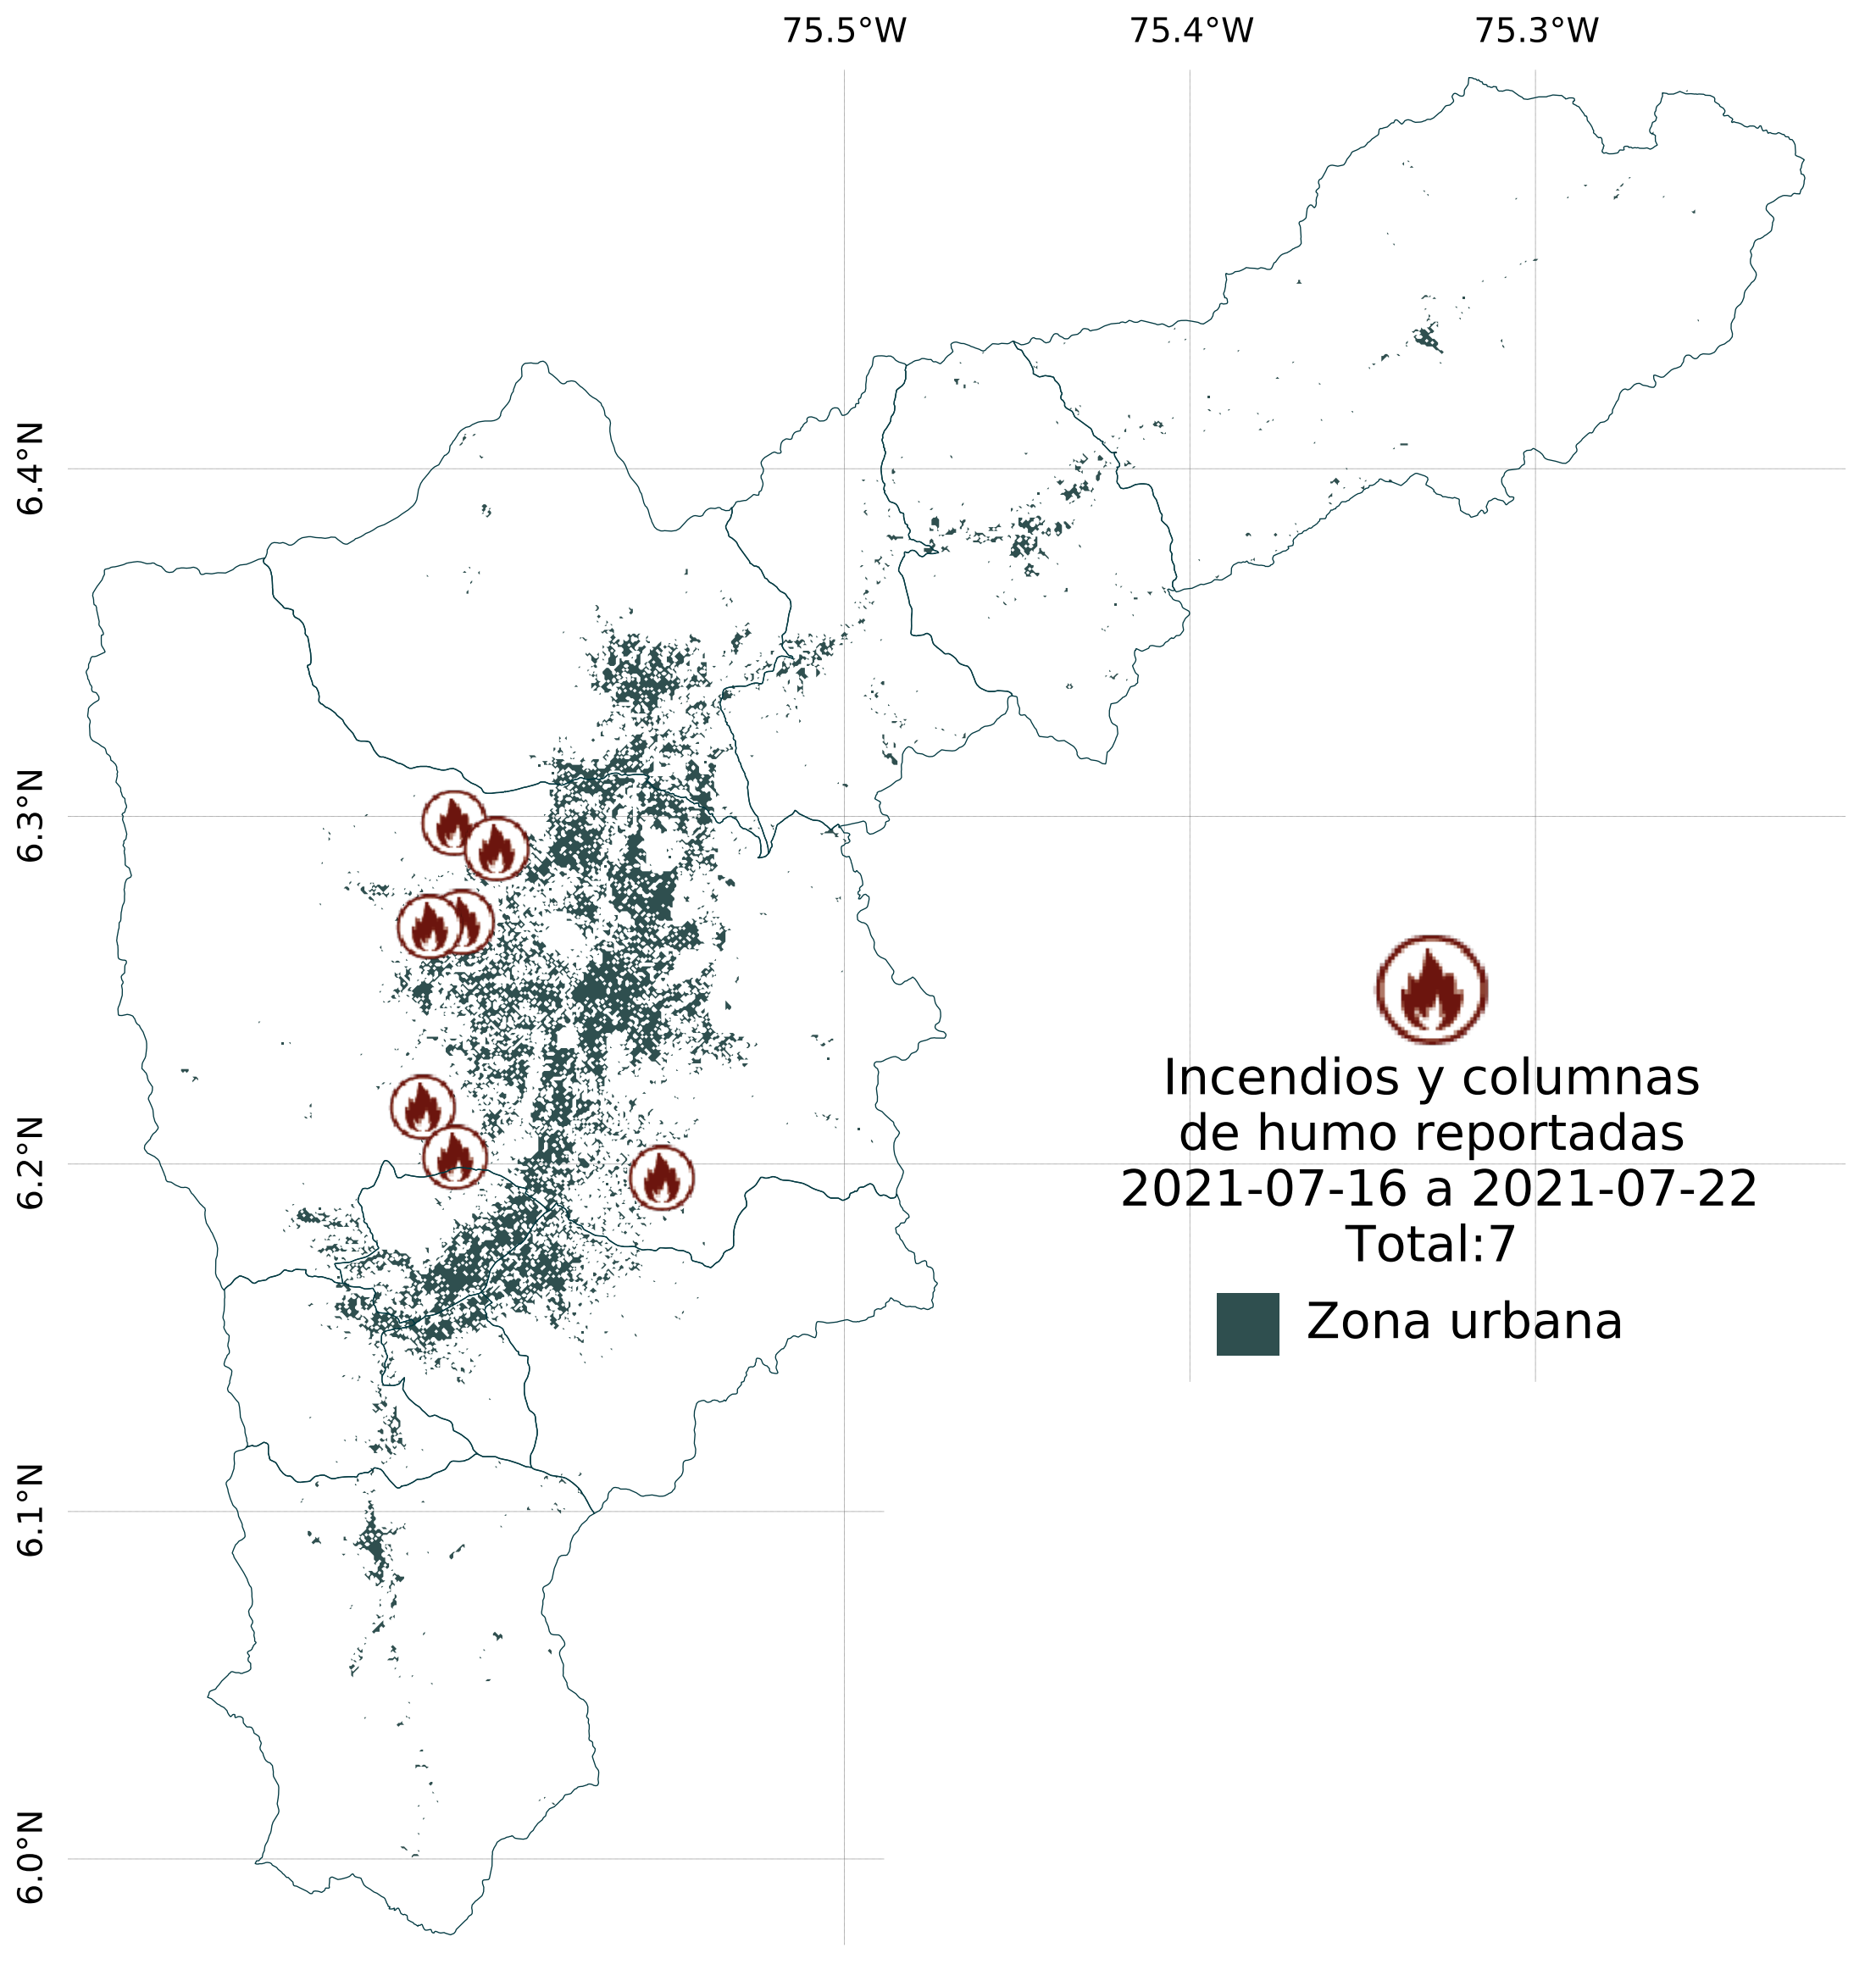 75.5°W 75.4°W 75.3°W
6.4°N
6.3°N
6.2°N
6.1°N
6.0°N
Incendios y columnas
de humo reportadas
2021-07-16 a 2021-07-22
Total:7
Zona urbana